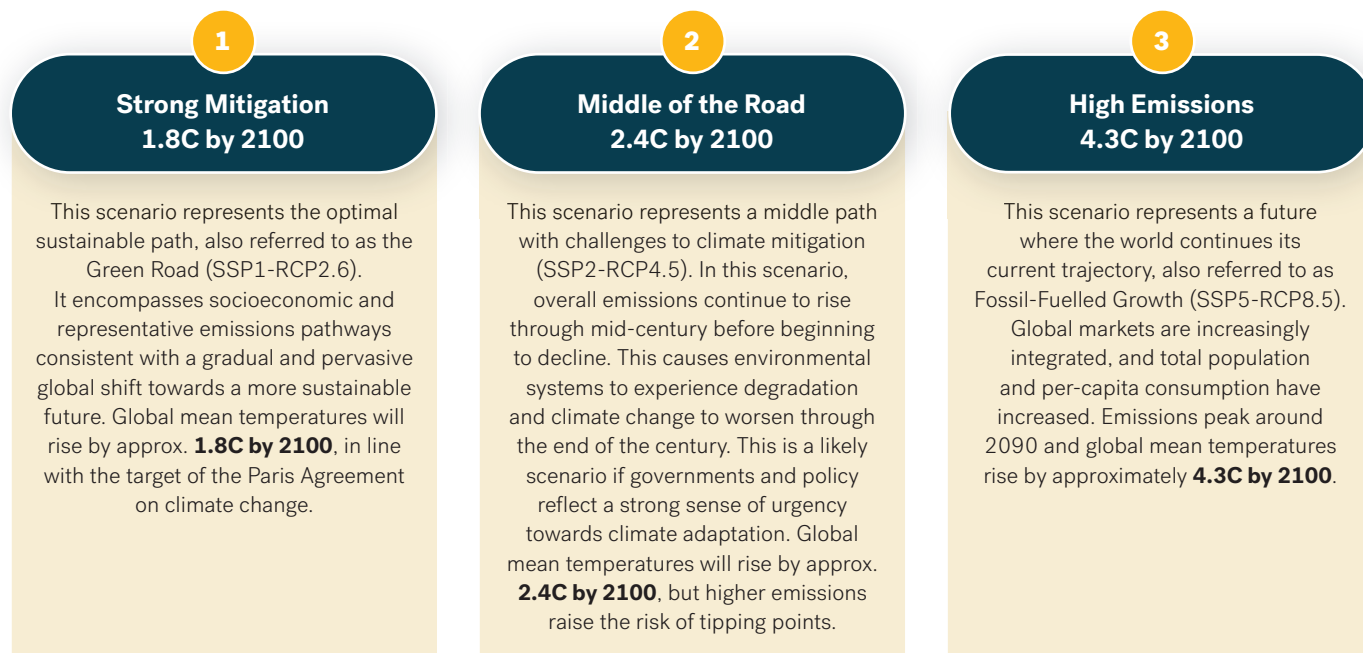 1
Strong Mitigation
1.8C by 2100
This scenario represents the optimal
sustainable path, also referred to as the
Green Road (SSP1-RCP2.6).
It encompasses socioeconomic and
representative emissions pathways
consistent with a gradual and pervasive
global shift towards a more sustainable
future. Global mean temperatures will
rise by approx. 1.8C by 2100, in line
with the target of the Paris Agreement
on climate change.
2
Middle of the Road
2.4C by 2100
This scenario represents a middle path
with challenges to climate mitigation
(SSP2-RCP4.5). In this scenario,
overall emissions continue to rise
through mid-century before beginning
to decline. This causes environmental
systems to experience degradation
and climate change to worsen through
the end of the century. This is a likely
scenario if governments and policy
reflect a strong sense of urgency
towards climate adaptation. Global
mean temperatures will rise by approx.
2.4C by 2100, but higher emissions
raise the risk of tipping points.
3
High Emissions
4.3C by 2100
This scenario represents a future
where the world continues its
current trajectory, also referred to as
Fossil-Fuelled Growth (SSP5-RCP8.5).
Global markets are increasingly
integrated, and total population
and per-capita consumption have
increased. Emissions peak around
2090 and global mean temperatures
rise by approximately 4.3C by 2100.